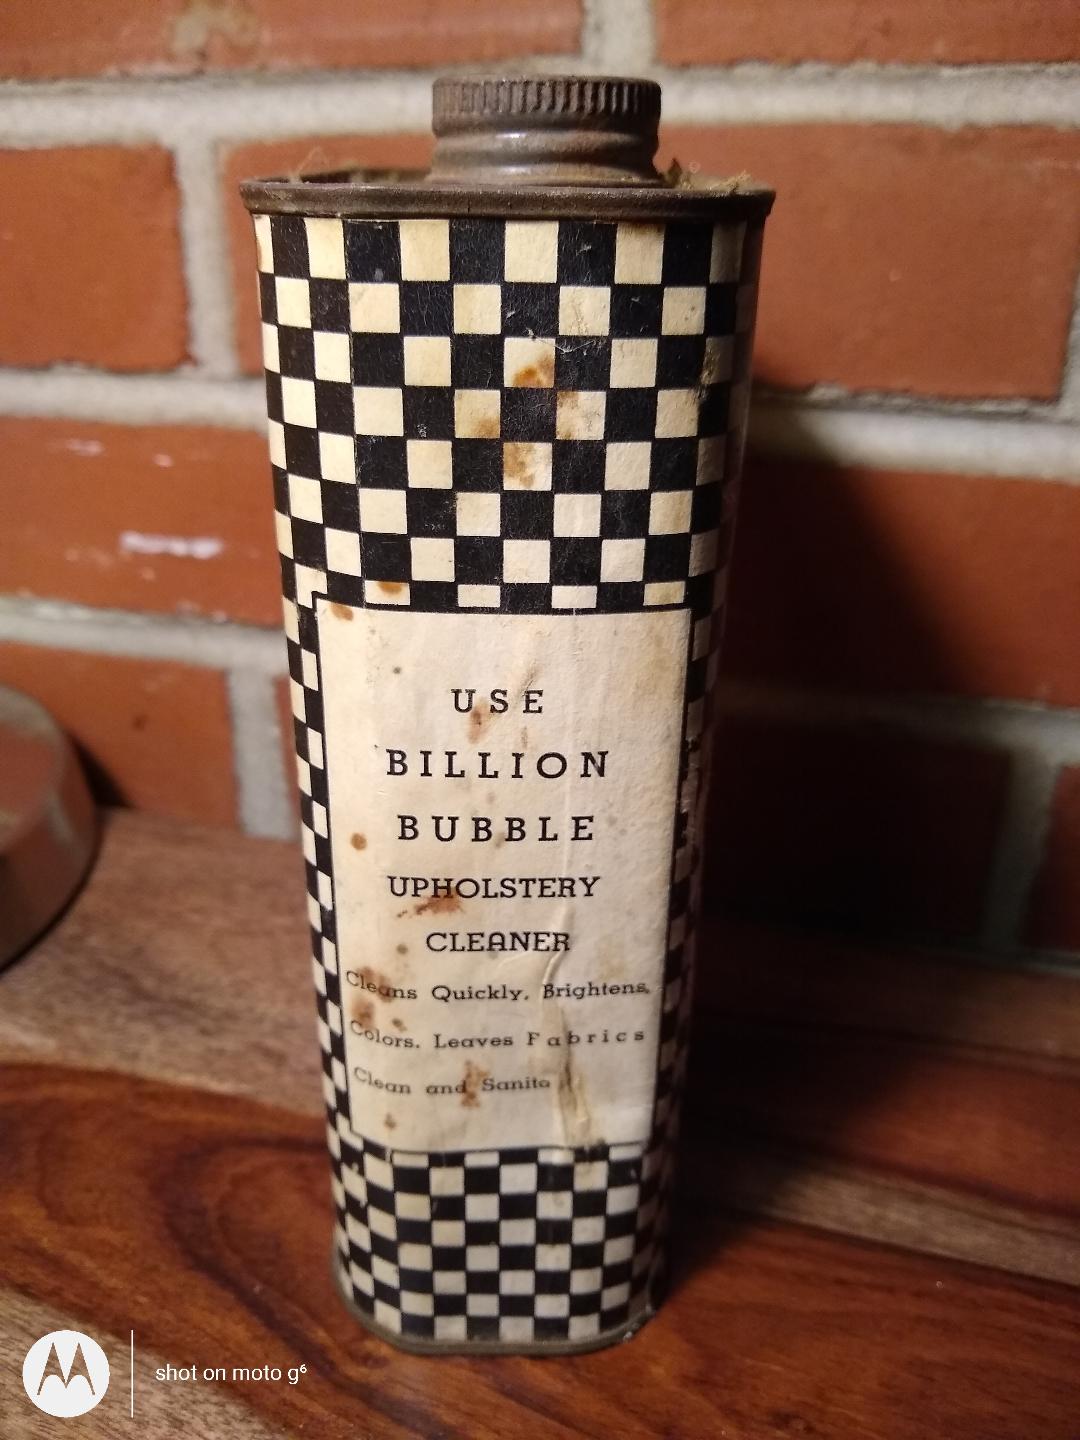 USE
BILLION
BUBBLE
UPHOLSTERY
CLEANER
Cleans Quickly, Brightens,
Colors. Leaves Fabrics
Clean and
shot on moto g⁶